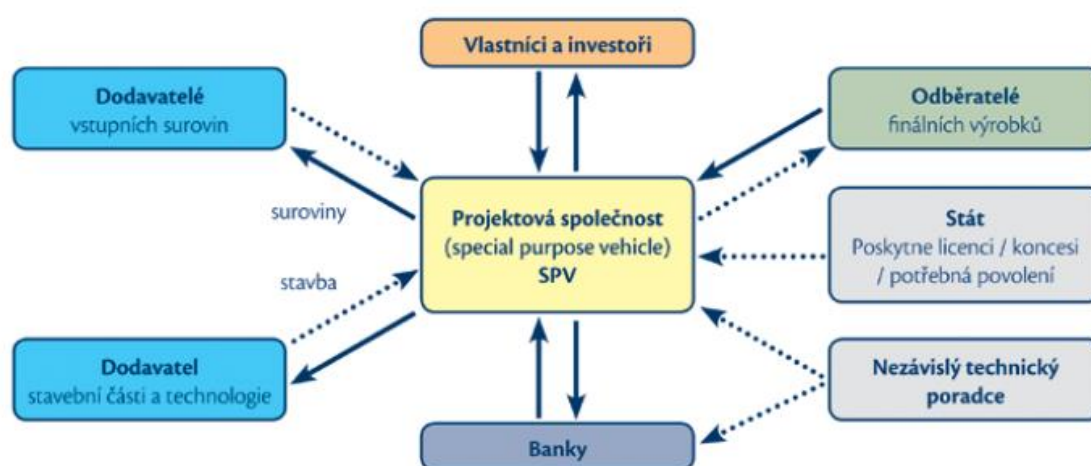 Vlastníci a investoři
Dodavatelé
vstupních surovin
Odběratelé
finálních výrobků
suroviny
Projektová společnost
(special purpose vehicle)
SPV
Stát
Poskytne licenci / koncesi
/ potřebná povolení
stavba
Dodavatel
stavební části a technologie
Nezávislý technický
poradce
Banky